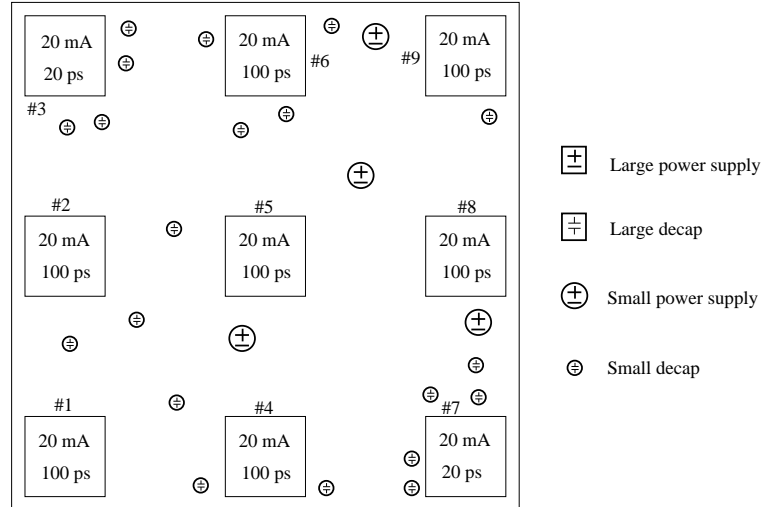 20 mA
20 ps
#3
20 mA
100 ps
#6
#9
20 mA
100 ps
#2
20 mA
100 ps
#5
20 mA
100 ps
#8
20 mA
100 ps
#1
20 mA
100 ps
#4
20 mA
100 ps
#7
20 mA
20 ps
Large power supply
Large decap
Small power supply
Small decap